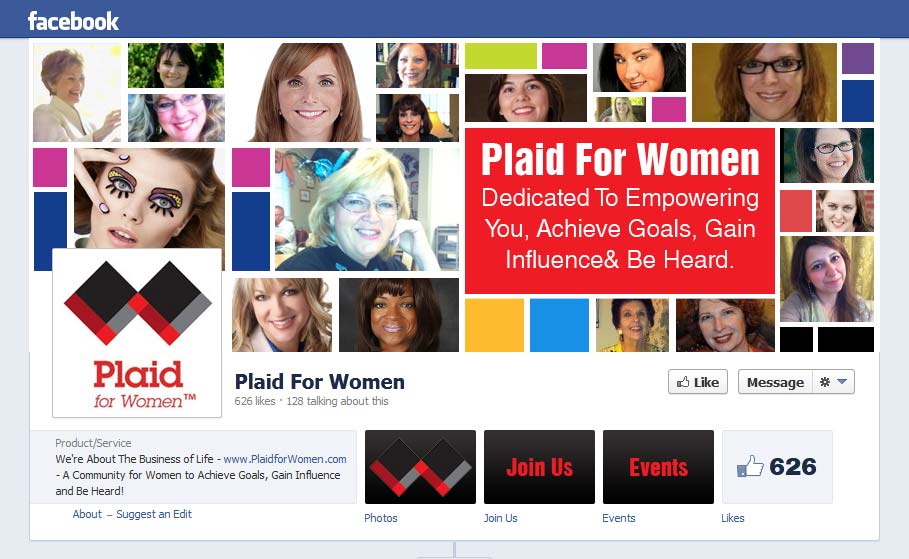 facebook
Plaid For Women
Dedicated To Empowering
You, Achieve Goals, Gain
Influence& Be Heard.
Plaid
for Women™
Plaid For Women
626 likes · 128 talking about this
Like
Message
Product/Service
We're About The Business of Life - www.PlaidforWomen.com
- A Community for Women to Achieve Goals, Gain Influence
and Be Heard!
About – Suggest an Edit
Join Us
Events
626
Photos
Join Us
Events
Likes